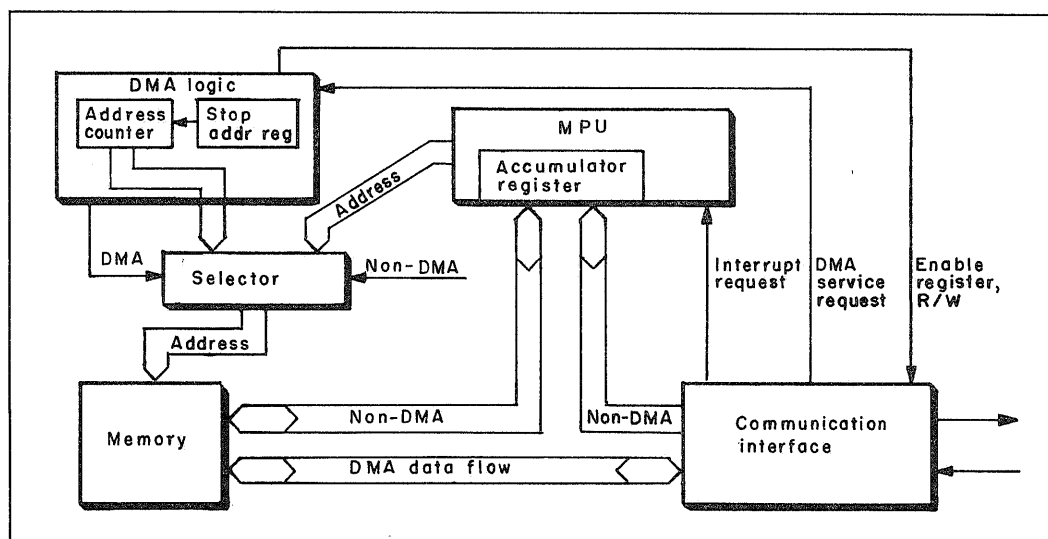 DMA logic
Address
counter
Stop
addr reg
MPU
Accumulator
register
Address
DMA
Selector
Non-DMA
Interrupt
request
DMA
service
request
Enable
register,
R/W
Address
Memory
Non-DMA
Non-DMA
Communication
interface
DMA data flow